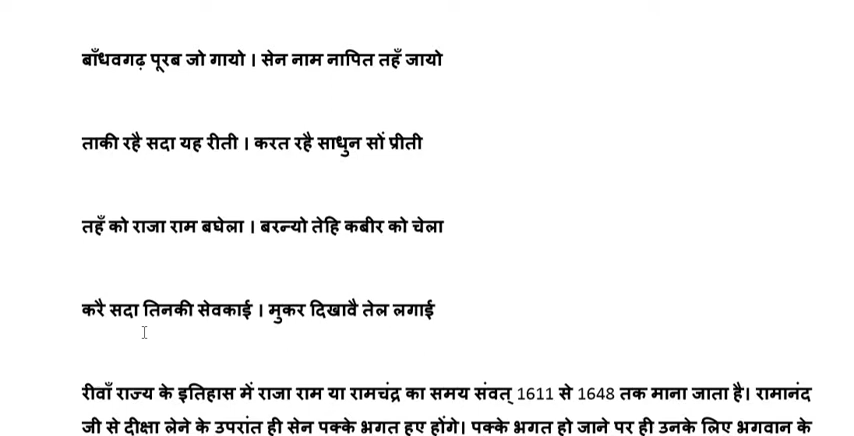 बाँधवगढ़ पूरब जो गायो । सेन नाम नापित तहँ जायो
ताकी रहै सदा यह रीती । करत रहै साधुन सों प्रीती
तहँ को राजा राम बघेला । बरन्यो तेहि कबीर को चेला
करै सदा तिनकी सेवकाई । मुकर दिखावै तेल लगाई
रीवाँ राज्य के इतिहास में राजा राम या रामचंद्र का समय संवत् 1611 से 1648 तक माना जाता है। रामानंद
जी से दीक्षा लेने के उपरांत ही सेन पक्के भगत हुए होंगे। पक्के भगत हो जाने पर ही उनके लिए भगवान के